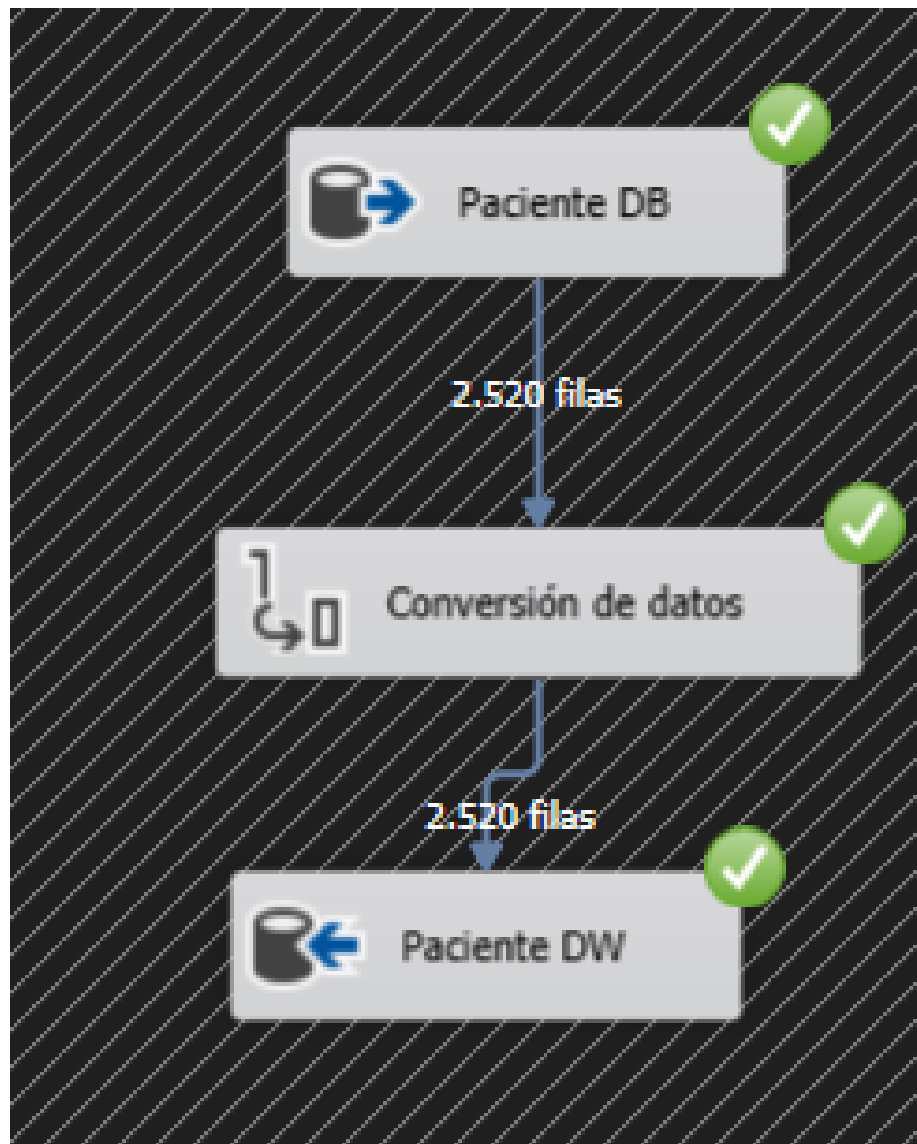 Paciente DB
2.520 filas
Conversión de datos
2.520 filas
Paciente DW